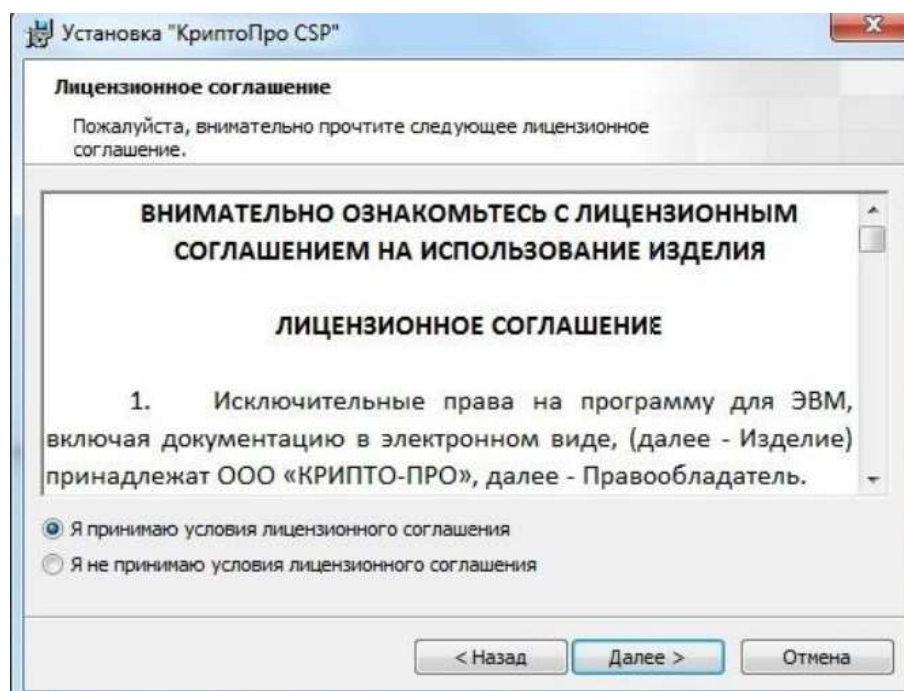 Установка "КриптоПро CSP"
Лицензионное соглашение
Пожалуйста, внимательно прочтите следующее лицензионное
соглашение.
ВНИМАТЕЛЬНО ОЗНАКОМЬТЕСЬ С ЛИЦЕНЗИОННЫМ
СОГЛАШЕНИЕМ НА ИСПОЛЬЗОВАНИЕ ИЗДЕЛИЯ
ЛИЦЕНЗИОННОЕ СОГЛАШЕНИЕ
1. Исключительные права на программу для ЭВМ,
включая документацию в электронном виде, (далее - Изделие)
принадлежат ООО «КРИПТО-ПРО», далее - Правообладатель.
Я принимаю условия лицензионного соглашения
Я не принимаю условия лицензионного соглашения
< Назад
Далее >
Отмена